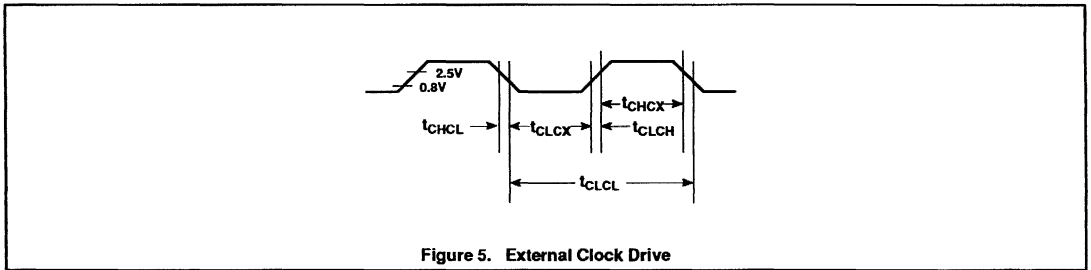 2.5V
0.8V
tCHCX
tCHCL tCLCX tCLCH
tCLCL
Figure 5. External Clock Drive